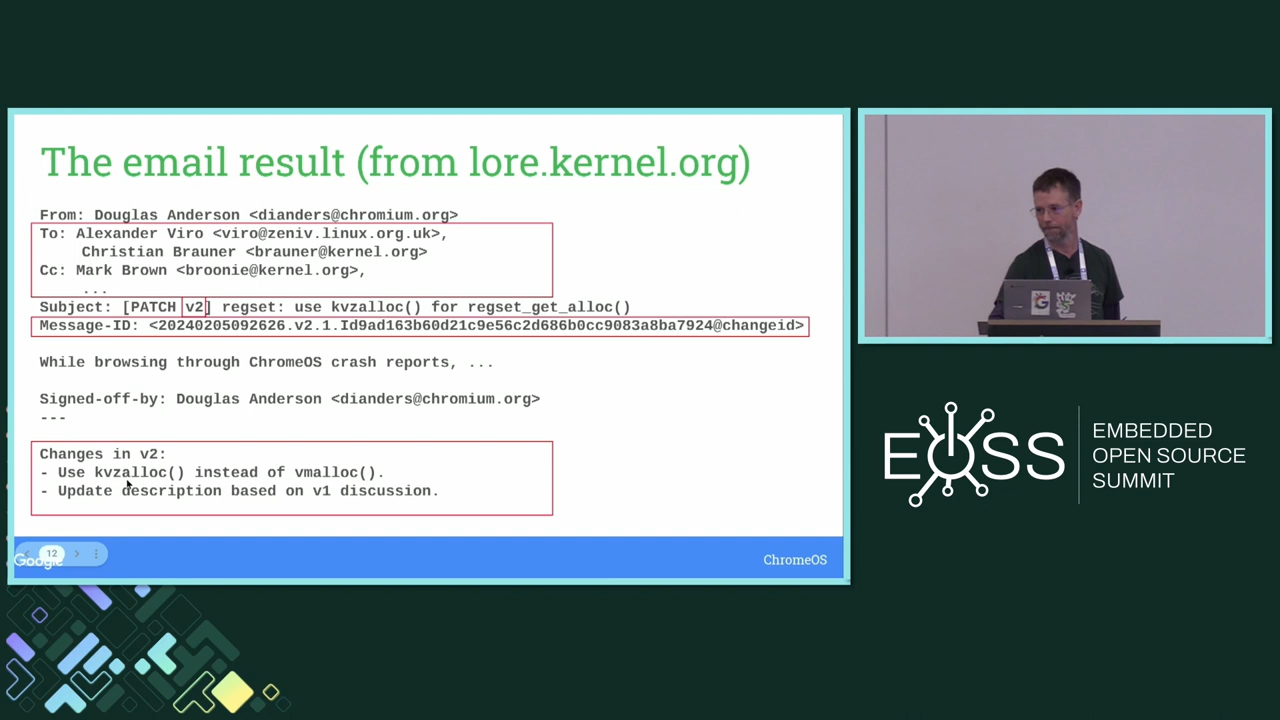 The email result (from lore.kernel.org)
From: Douglas Anderson <dianders@chromium.org>
To: Alexander Viro <viro@zeniv.linux.org.uk>,
Christian Brauner <brauner@kernel.org>
Cc: Mark Brown <broonie@kernel.org>,
...
Subject: [PATCH v2] regset: use kvzalloc() for regset_get_alloc()
Message-ID: <20240205092626.v2.1.Id9ad163b60d21c9e56c2d686b0cc9083a8ba7924@changeid>
While browsing through ChromeOS crash reports, ...
Signed-off-by: Douglas Anderson <dianders@chromium.org>
---
Changes in v2:
- Use kvzalloc() instead of vmalloc().
- Update description based on v1 discussion.
12
Google
ChromeOS
EOSS
EMBEDDED
OPEN SOURCE
SUMMIT